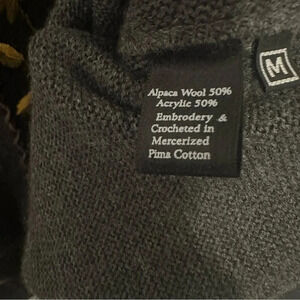 Alpaca Wool 50%
Acrylic 50%
Embrodery &
Crocheted in
Mercerized
Pima Cotton
M